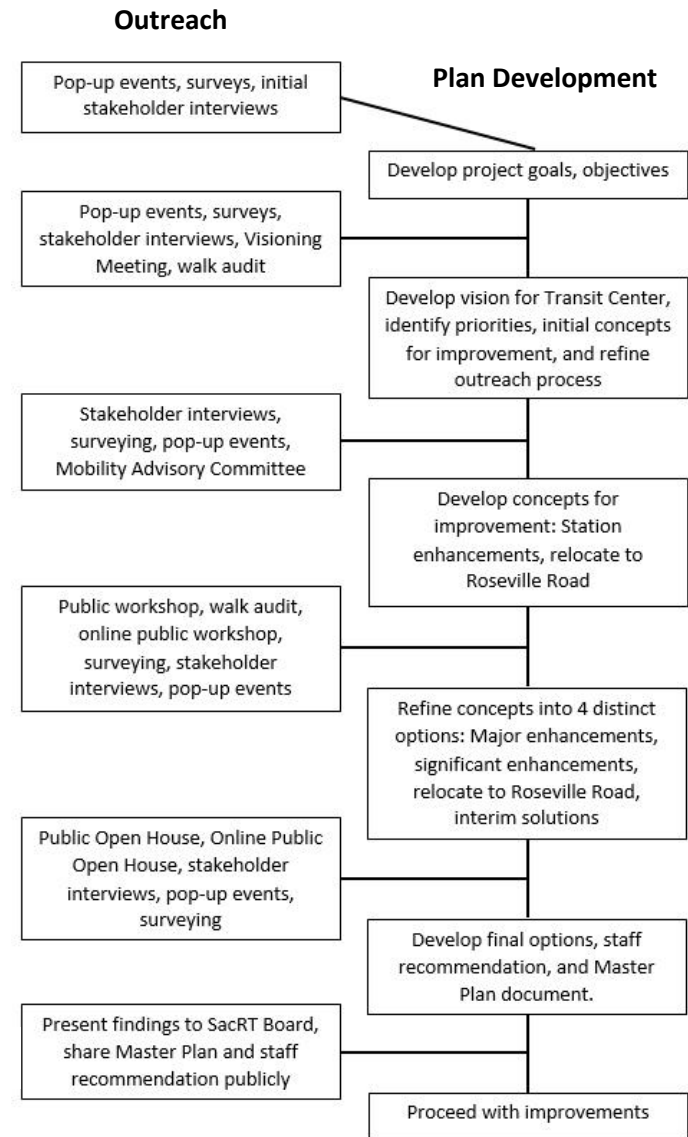 Outreach
Plan Development
Pop-up events, surveys, initial
stakeholder interviews
Develop project goals, objectives
Pop-up events, surveys,
stakeholder interviews, Visioning
Meeting, walk audit
Develop vision for Transit Center,
identify priorities, initial concepts
for improvement, and refine
outreach process
Stakeholder interviews,
surveying, pop-up events,
Mobility Advisory Committee
Develop concepts for
improvement: Station
enhancements, relocate to
Roseville Road
Public workshop, walk audit,
online public workshop,
surveying, stakeholder
interviews, pop-up events
Refine concepts into 4 distinct
options: Major enhancements,
significant enhancements,
relocate to Roseville Road,
interim solutions
Public Open House, Online Public
Open House, stakeholder
interviews, pop-up events,
surveying
Develop final options, staff
recommendation, and Master
Plan document.
Present findings to SacRT Board,
share Master Plan and staff
recommendation publicly
Proceed with improvements